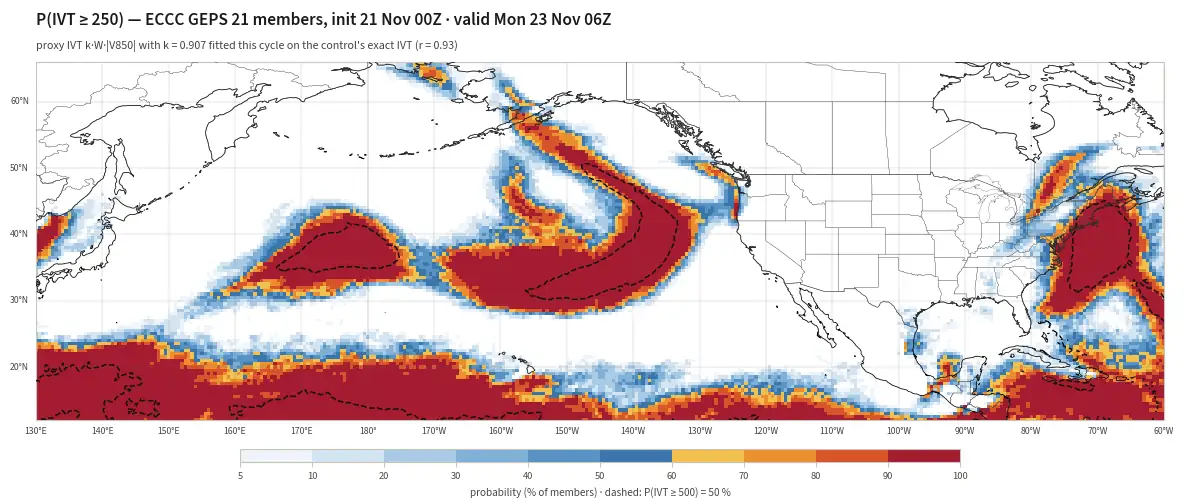 P(IVT ≥ 250) — ECCC GEPS 21 members, init 21 Nov 00Z · valid Mon 23 Nov 06Z
proxy IVT k·W·|V850| with k = 0.907 fitted this cycle on the control's exact IVT (r = 0.93)
60°N
50°N
40°N
30°N
20°N
130°E 140°E 150°E 160°E 170°E 180° 170°W 160°W 150°W 140°W 130°W 120°W 110°W 100°W 90°W 80°W 70°W 60°W
5 10 20 30 40 50 60 70 80 90 100
probability (% of members) · dashed: P(IVT ≥ 500) = 50 %